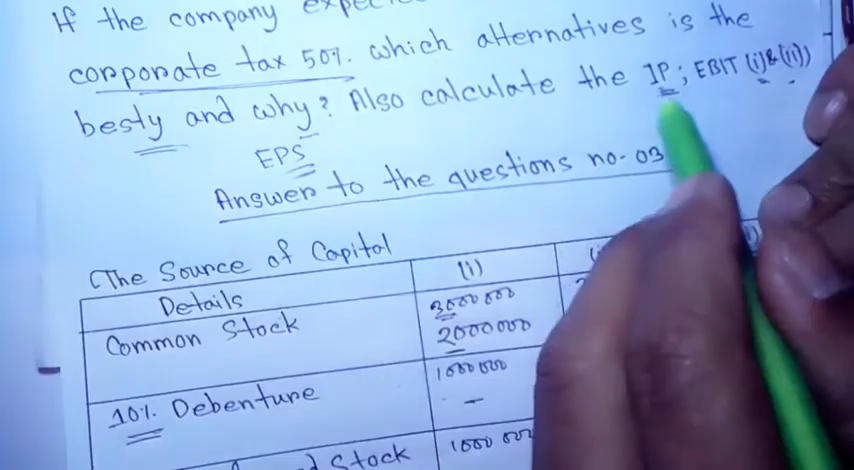 If the company
corporate tax 50%. which alternatives is the
besty and why? Also calculate the IP; EBIT (i)&(ii))
EPS
Answer to the questions no- 03
(The Source of Capital
Details (i)
Common Stock 3000000
2000000
10%. Debenture 1000000
-
Stock 1000 000